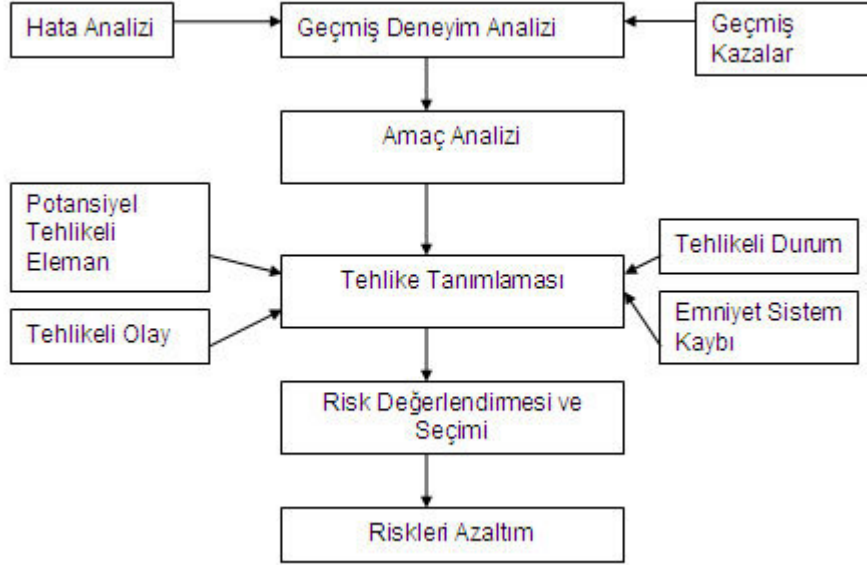 Hata Analizi
Geçmiş Deneyim Analizi
Geçmiş
Kazalar
Amaç Analizi
Potansiyel
Tehlikeli
Eleman
Tehlike Tanımlaması
Tehlikeli Durum
Tehlikeli Olay
Emniyet Sistem
Kaybı
Risk Değerlendirmesi ve
Seçimi
Riskleri Azaltım